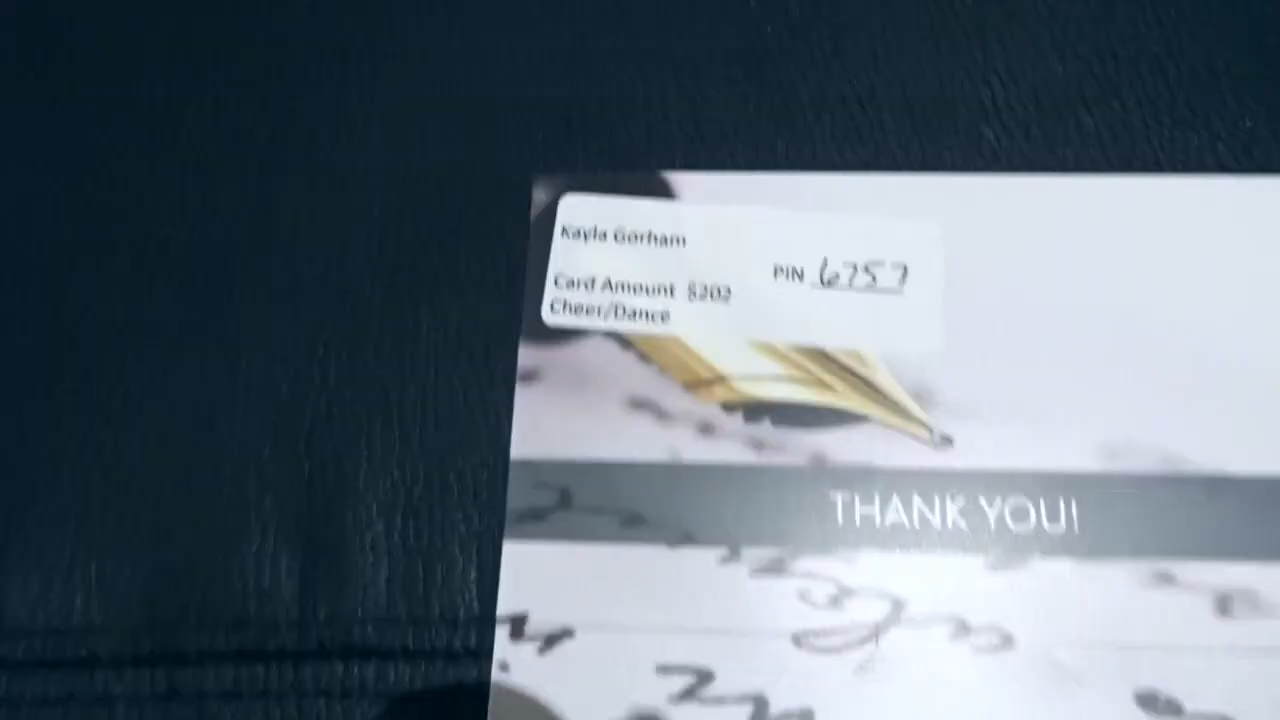 Kayla Gorham
PIN 6757
Card Amount $202
Cheer/Dance
THANK YOU!